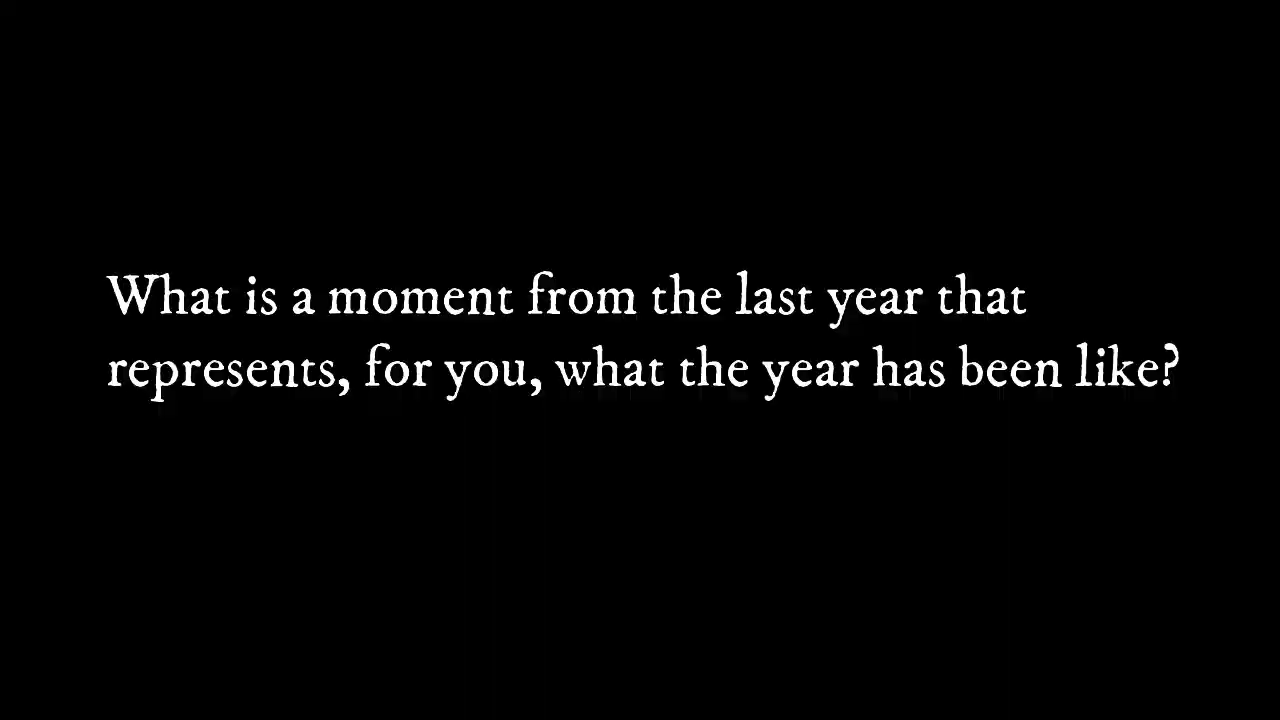 What is a moment from the last year that
represents, for you, what the year has been like?